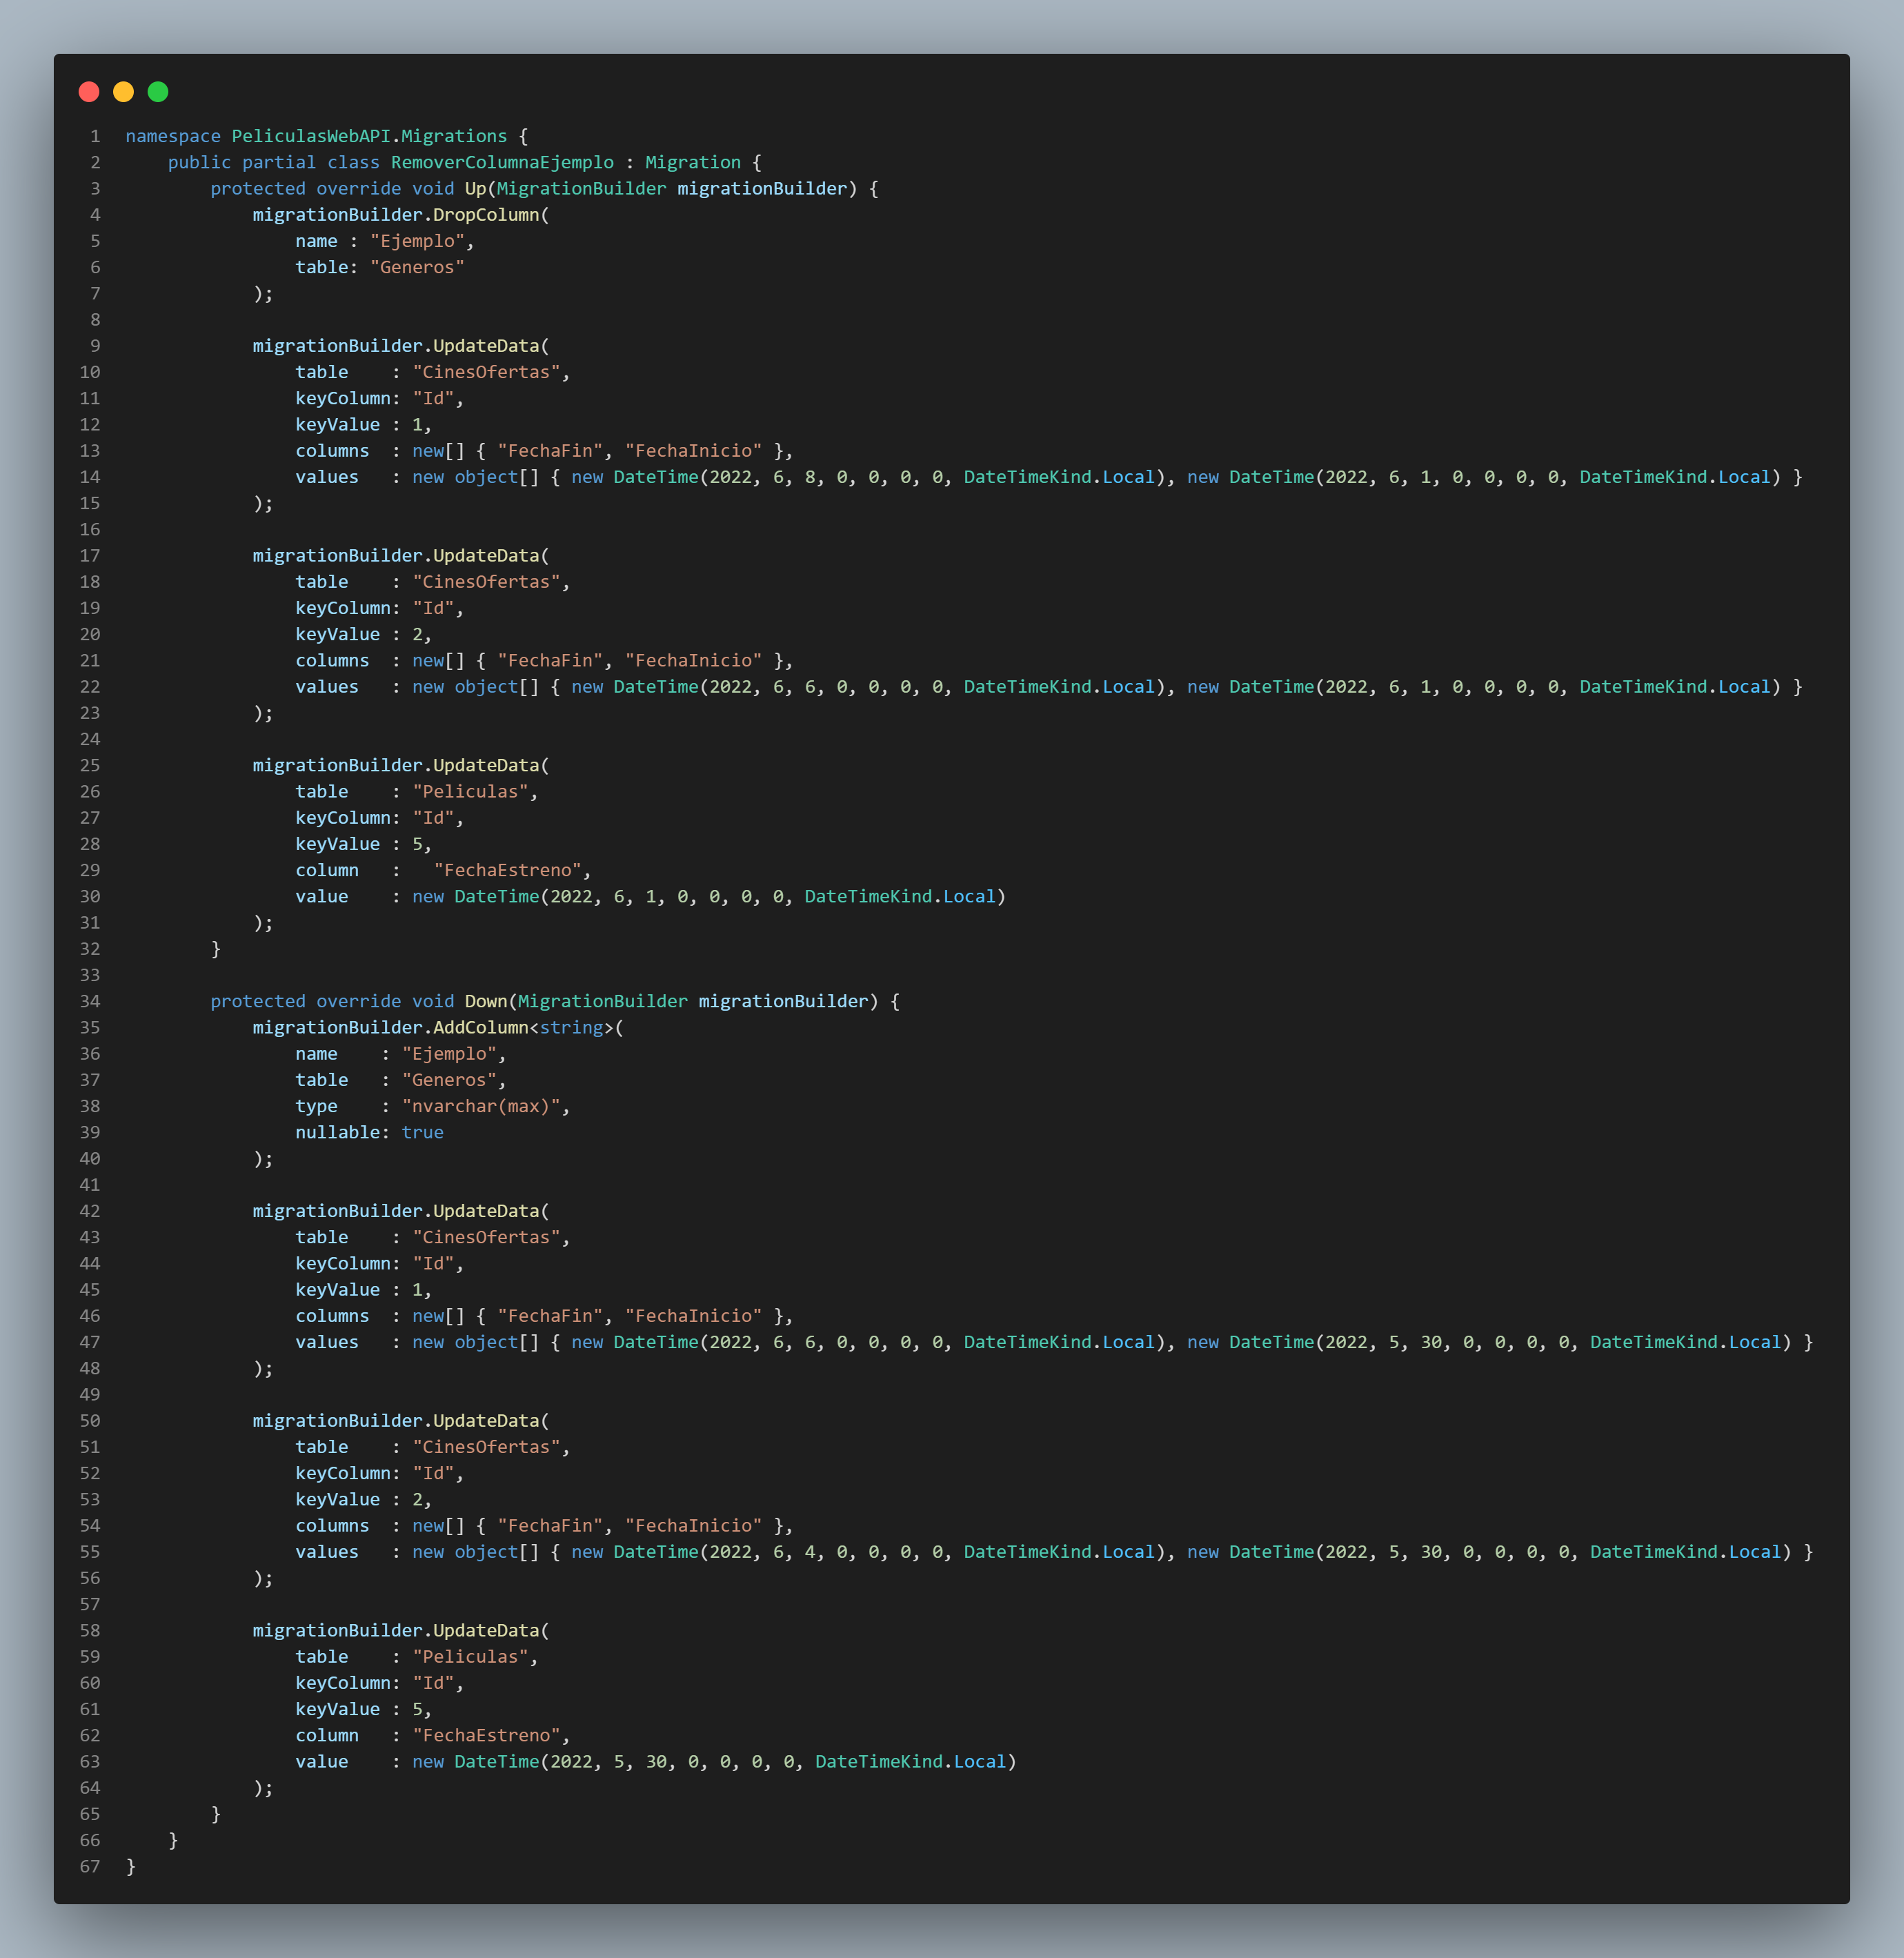 1 namespace PeliculasWebAPI.Migrations {
2     public partial class RemoverColumnaEjemplo : Migration {
3         protected override void Up(MigrationBuilder migrationBuilder) {
4             migrationBuilder.DropColumn(
5                 name : "Ejemplo",
6                 table: "Generos"
7             );
8
9             migrationBuilder.UpdateData(
10                 table    : "CinesOfertas",
11                 keyColumn: "Id",
12                 keyValue : 1,
13                 columns  : new[] { "FechaFin", "FechaInicio" },
14                 values   : new object[] { new DateTime(2022, 6, 8, 0, 0, 0, 0, DateTimeKind.Local), new DateTime(2022, 6, 1, 0, 0, 0, 0, DateTimeKind.Local) }
15             );
16
17             migrationBuilder.UpdateData(
18                 table    : "CinesOfertas",
19                 keyColumn: "Id",
20                 keyValue : 2,
21                 columns  : new[] { "FechaFin", "FechaInicio" },
22                 values   : new object[] { new DateTime(2022, 6, 6, 0, 0, 0, 0, DateTimeKind.Local), new DateTime(2022, 6, 1, 0, 0, 0, 0, DateTimeKind.Local) }
23             );
24
25             migrationBuilder.UpdateData(
26                 table    : "Peliculas",
27                 keyColumn: "Id",
28                 keyValue : 5,
29                 column   :   "FechaEstreno",
30                 value    : new DateTime(2022, 6, 1, 0, 0, 0, 0, DateTimeKind.Local)
31             );
32         }
33
34         protected override void Down(MigrationBuilder migrationBuilder) {
35             migrationBuilder.AddColumn<string>(
36                 name    : "Ejemplo",
37                 table   : "Generos",
38                 type    : "nvarchar(max)",
39                 nullable: true
40             );
41
42             migrationBuilder.UpdateData(
43                 table    : "CinesOfertas",
44                 keyColumn: "Id",
45                 keyValue : 1,
46                 columns  : new[] { "FechaFin", "FechaInicio" },
47                 values   : new object[] { new DateTime(2022, 6, 6, 0, 0, 0, 0, DateTimeKind.Local), new DateTime(2022, 5, 30, 0, 0, 0, 0, DateTimeKind.Local) }
48             );
49
50             migrationBuilder.UpdateData(
51                 table    : "CinesOfertas",
52                 keyColumn: "Id",
53                 keyValue : 2,
54                 columns  : new[] { "FechaFin", "FechaInicio" },
55                 values   : new object[] { new DateTime(2022, 6, 4, 0, 0, 0, 0, DateTimeKind.Local), new DateTime(2022, 5, 30, 0, 0, 0, 0, DateTimeKind.Local) }
56             );
57
58             migrationBuilder.UpdateData(
59                 table    : "Peliculas",
60                 keyColumn: "Id",
61                 keyValue : 5,
62                 column   : "FechaEstreno",
63                 value    : new DateTime(2022, 5, 30, 0, 0, 0, 0, DateTimeKind.Local)
64             );
65         }
66     }
67 }